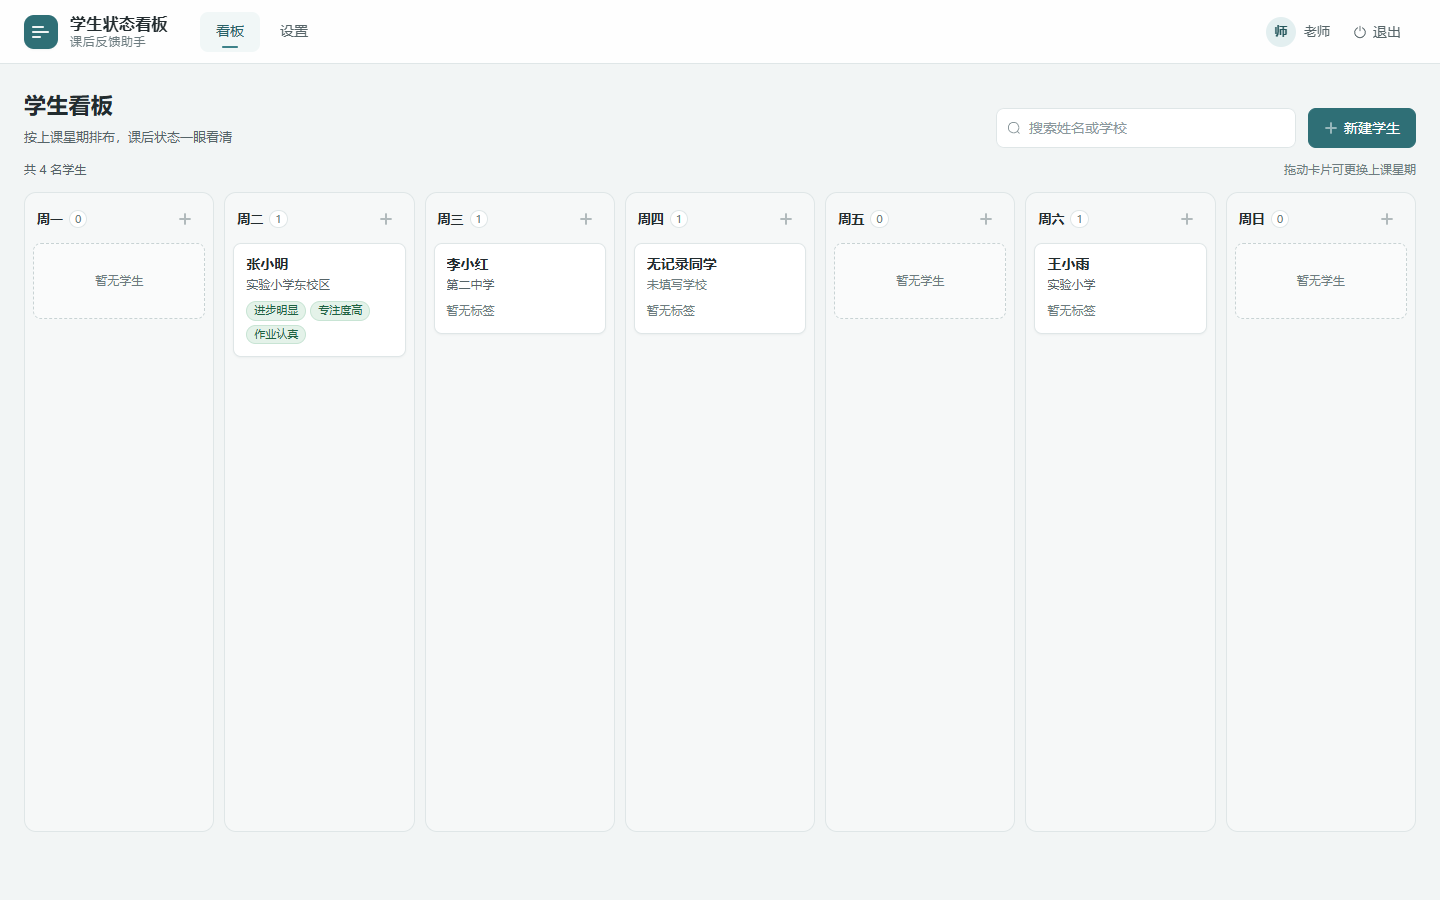 学生状态看板
课后反馈助手
看板
设置
师
老师
退出
学生看板
按上课星期排布，课后状态一眼看清
搜索姓名或学校
新建学生
共 4 名学生
拖动卡片可更换上课星期
周一 0
暂无学生
周二 1
张小明
实验小学东校区
进步明显
专注度高
作业认真
周三 1
李小红
第二中学
暂无标签
周四 1
无记录同学
未填写学校
暂无标签
周五 0
暂无学生
周六 1
王小雨
实验小学
暂无标签
周日 0
暂无学生